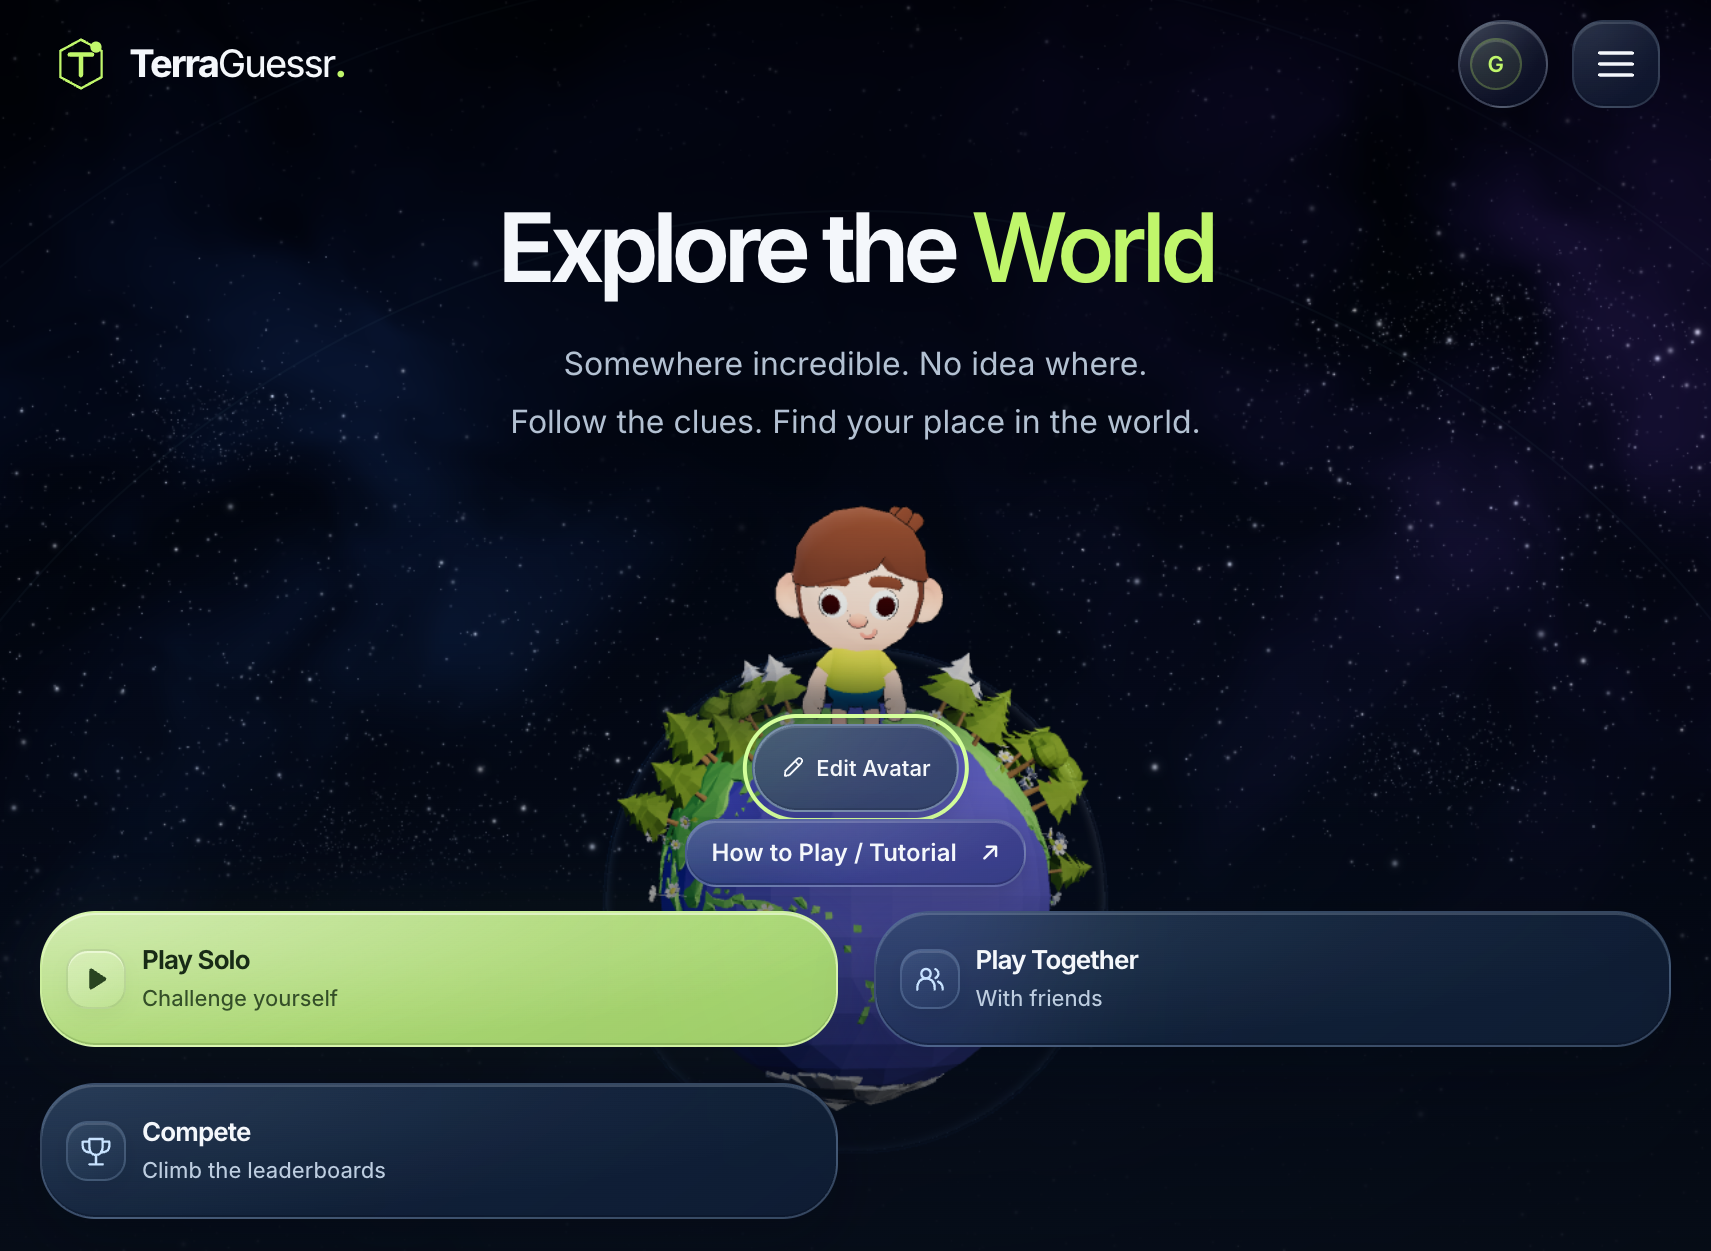 TerraGuessr.
G
Explore the World
Somewhere incredible. No idea where.
Follow the clues. Find your place in the world.
Edit Avatar
How to Play / Tutorial
Play Solo
Challenge yourself
Play Together
With friends
Compete
Climb the leaderboards